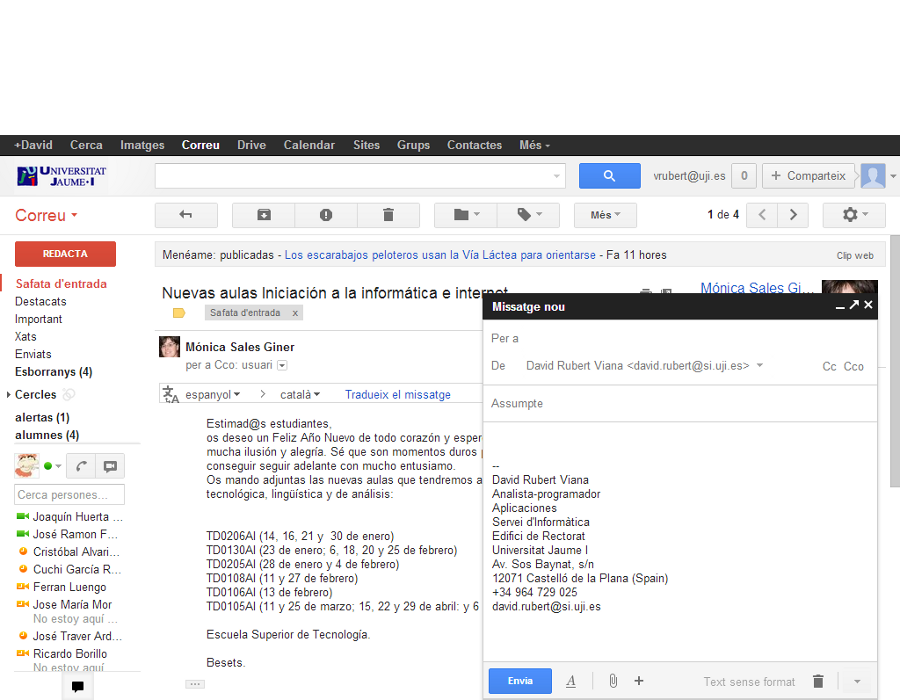 +David Cerca Imatges Correu Drive Calendar Sites Grups Contactes Més
UNIVERSITAT JAUME·I
vrubert@uji.es 0 + Comparteix
Correu
Més
1 de 4
REDACTA
Menéame: publicadas - Los escarabajos peloteros usan la Vía Láctea para orientarse - Fa 11 hores
Clip web
Safata d'entrada
Destacats
Important
Xats
Enviats
Esborranys (4)
Cercles
alertas (1)
alumnes (4)
Cerca persones...
Joaquín Huerta ...
José Ramon F...
Cristóbal Alvari...
Cuchi García R...
Ferran Luengo
Jose María Mor
No estoy aquí ...
José Traver Ard...
Ricardo Borillo
No estoy aquí
Nuevas aulas Iniciación a la informática e internet
Safata d'entrada x
Mónica Sales Giner
per a Cco: usuari
espanyol > català Tradueix el missatge
Estimad@s estudiantes,
os deseo un Feliz Año Nuevo de todo corazón y esper
mucha ilusión y alegría. Sé que son momentos duros
conseguir seguir adelante con mucho entusiamo.
Os mando adjuntas las nuevas aulas que tendremos a
tecnológica, lingüística y de análisis:
TD0206AI (14, 16, 21 y 30 de enero)
TD0130AI (23 de enero; 6, 18, 20 y 25 de febrero)
TD0205AI (28 de enero y 4 de febrero)
TD0108AI (11 y 27 de febrero)
TD0106AI (13 de febrero)
TD0105AI (11 y 25 de marzo; 15, 22 y 29 de abril: y 6
Escuela Superior de Tecnología.
Besets.
Mónica Sales Gi...
Missatge nou
Per a
De David Rubert Viana <david.rubert@si.uji.es>
Cc Cco
Assumpte
--
David Rubert Viana
Analista-programador
Aplicaciones
Servei d'Informàtica
Edifici de Rectorat
Universitat Jaume I
Av. Sos Baynat, s/n
12071 Castelló de la Plana (Spain)
+34 964 729 025
david.rubert@si.uji.es
Envia
A
Text sense format